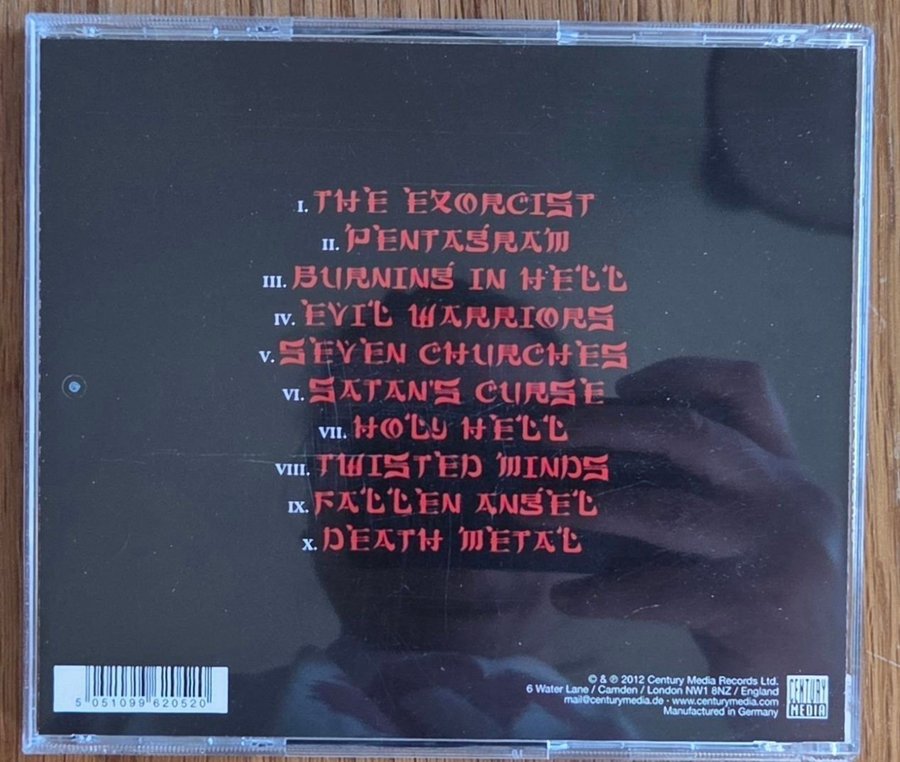 I. THE EXORCIST
II. PENTAGRAM
III. BURNING IN HELL
IV. EVIL WARRIORS
V. SEVEN CHURCHES
VI. SATAN'S CURSE
VII. HOLY HELL
VIII. TWISTED MINDS
IX. FALLEN ANGEL
X. DEATH METAL
5 051099 620520
© & ℗ 2012 Century Media Records Ltd.
6 Water Lane / Camden / London NW1 8NZ / England
mail@centurymedia.de · www.centurymedia.com
Manufactured in Germany
CENTURY
MEDIA